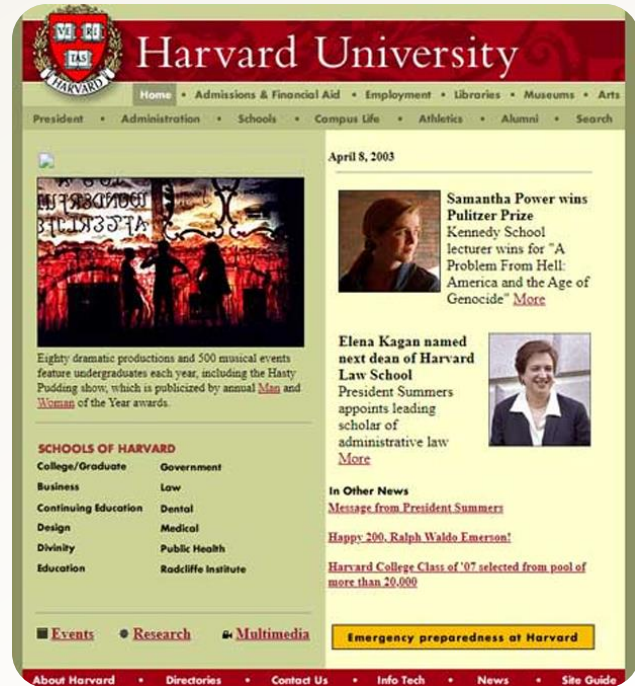 VE RI
TAS
HARVARD
Harvard University
Home • Admissions & Financial Aid • Employment • Libraries • Museums • Arts
President • Administration • Schools • Campus Life • Athletics • Alumni • Search
Eighty dramatic productions and 500 musical events
feature undergraduates each year, including the Hasty
Pudding show, which is publicized by annual Man and
Woman of the Year awards.
SCHOOLS OF HARVARD
College/Graduate
Business
Continuing Education
Design
Divinity
Education
Government
Law
Dental
Medical
Public Health
Radcliffe Institute
Events
Research
Multimedia
April 8, 2003
Samantha Power wins
Pulitzer Prize
Kennedy School
lecturer wins for "A
Problem From Hell:
America and the Age of
Genocide" More
Elena Kagan named
next dean of Harvard
Law School
President Summers
appoints leading
scholar of
administrative law
More
In Other News
Message from President Summers
Happy 200, Ralph Waldo Emerson!
Harvard College Class of '07 selected from pool of
more than 20,000
Emergency preparedness at Harvard
About Harvard • Directories • Contact Us • Info Tech • News • Site Guide